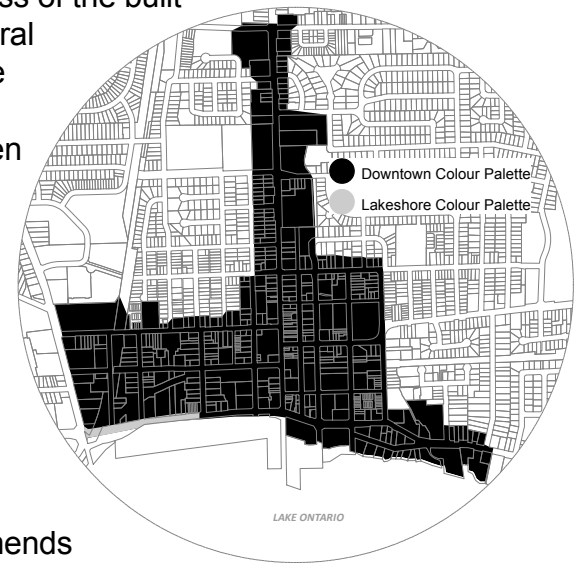 ss of the built
ral
e
en
Downtown Colour Palette
Lakeshore Colour Palette
LAKE ONTARIO
nends